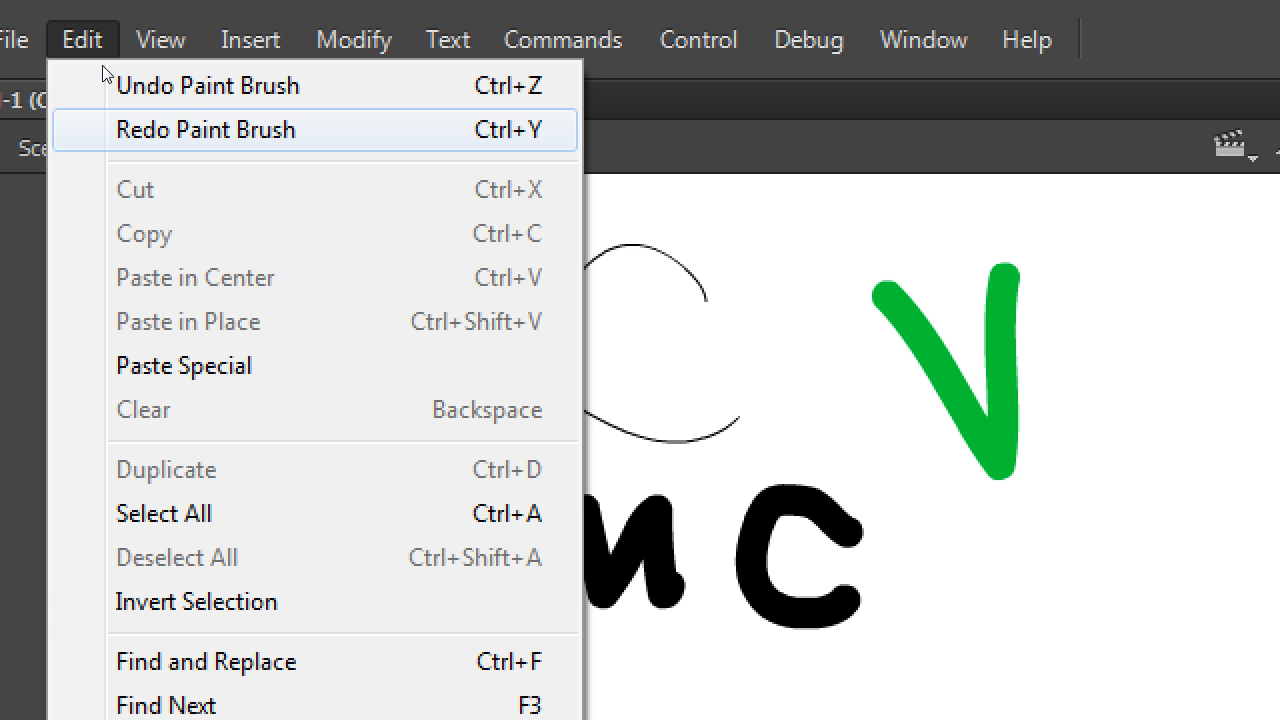 File Edit View Insert Modify Text Commands Control Debug Window Help
-1 (
Undo Paint Brush Ctrl+Z
Redo Paint Brush Ctrl+Y
Cut Ctrl+X
Copy Ctrl+C
Paste in Center Ctrl+V
Paste in Place Ctrl+Shift+V
Paste Special
Clear Backspace
Duplicate Ctrl+D
Select All Ctrl+A
Deselect All Ctrl+Shift+A
Invert Selection
Find and Replace Ctrl+F
Find Next F3
V
C